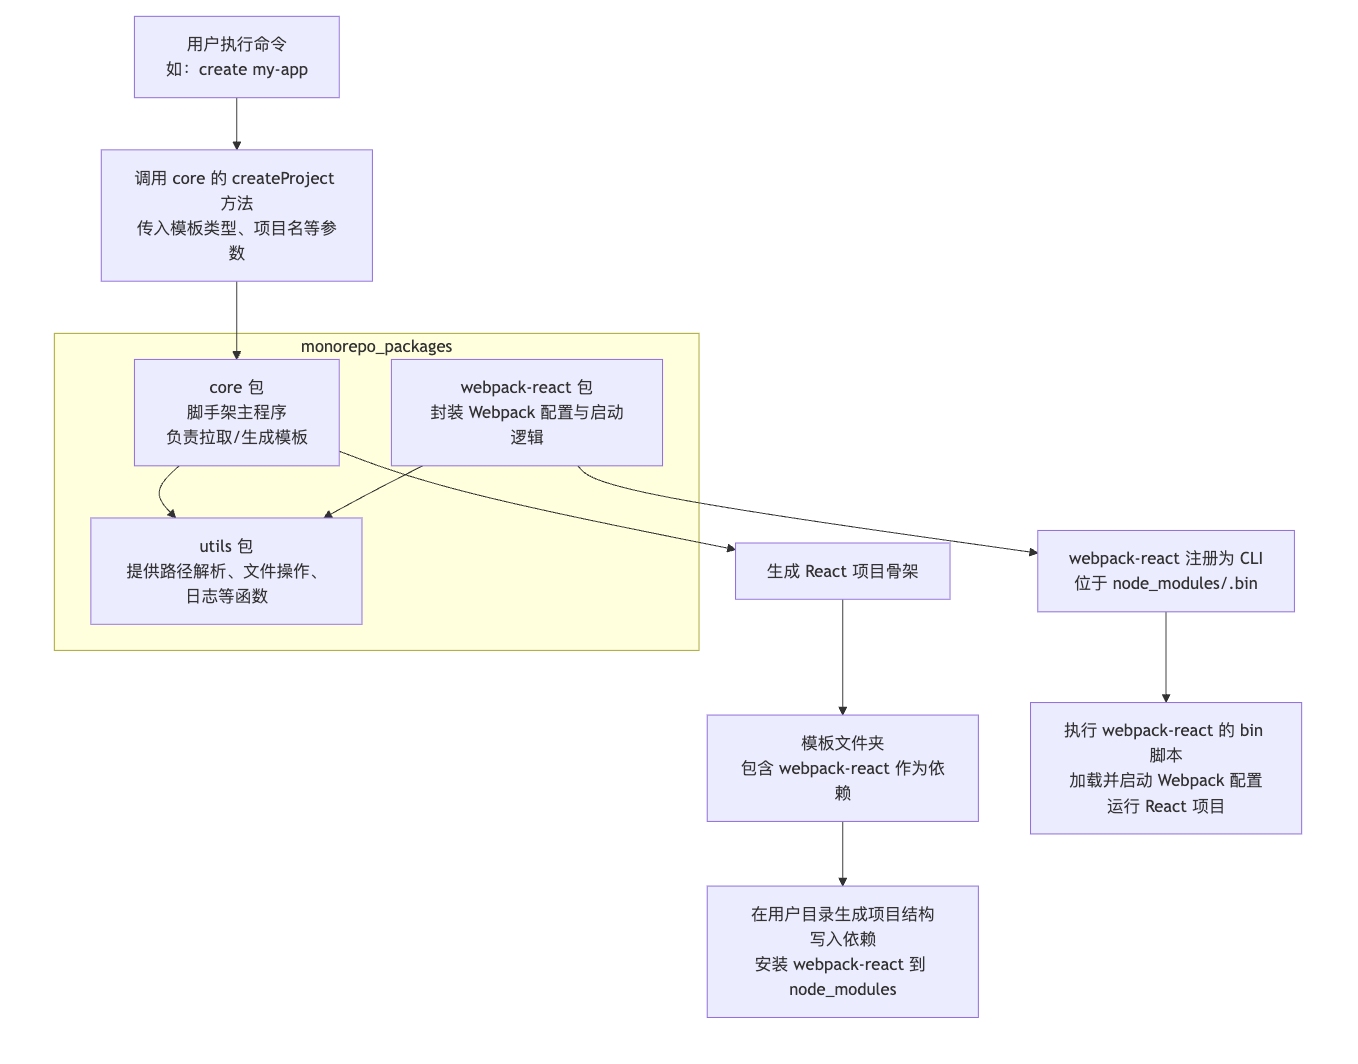 用户执行命令
如：create my-app
调用 core 的 createProject
方法
传入模板类型、项目名等参
数
monorepo_packages
core 包
脚手架主程序
负责拉取/生成模板
webpack-react 包
封装 Webpack 配置与启动
逻辑
utils 包
提供路径解析、文件操作、
日志等函数
生成 React 项目骨架
webpack-react 注册为 CLI
位于 node_modules/.bin
模板文件夹
包含 webpack-react 作为依
赖
执行 webpack-react 的 bin
脚本
加载并启动 Webpack 配置
运行 React 项目
在用户目录生成项目结构
写入依赖
安装 webpack-react 到
node_modules